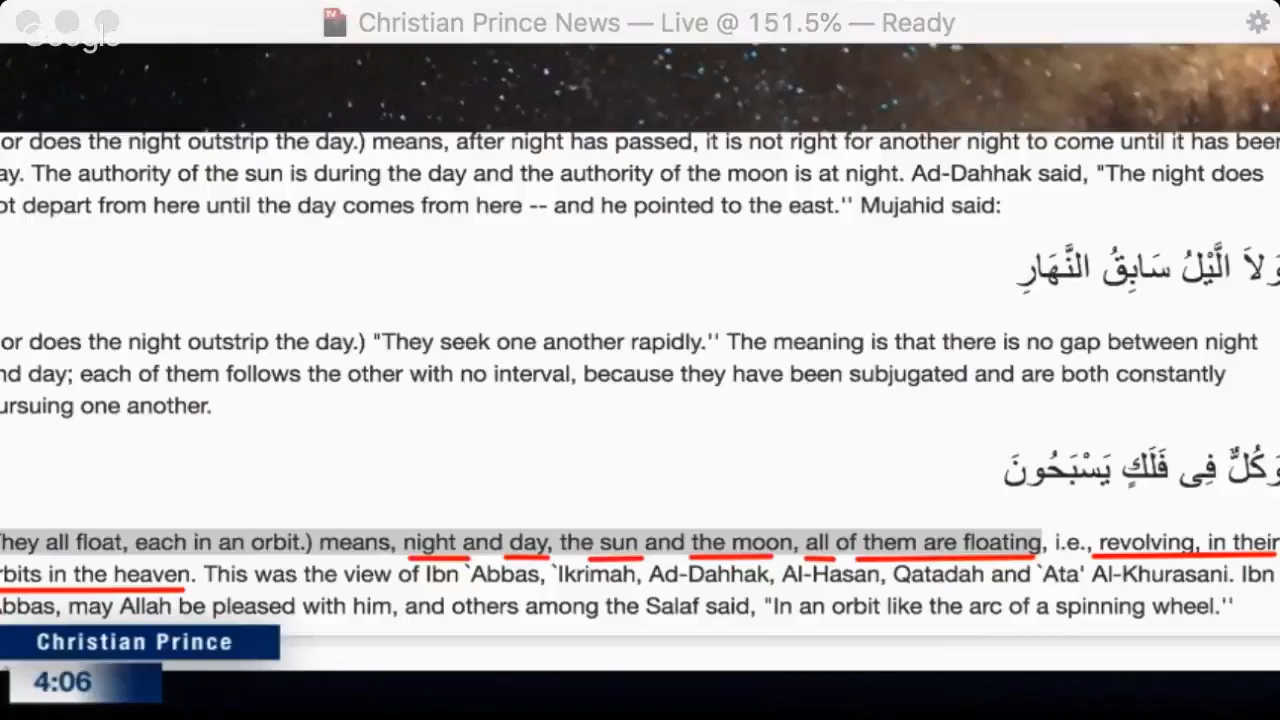 Christian Prince News — Live @ 151.5% — Ready
Google
or does the night outstrip the day.) means, after night has passed, it is not right for another night to come until it has been
ay. The authority of the sun is during the day and the authority of the moon is at night. Ad-Dahhak said, "The night does
ot depart from here until the day comes from here -- and he pointed to the east.'' Mujahid said:
وَلاَ الَّيْلُ سَابِقُ النَّهَارِ
or does the night outstrip the day.) "They seek one another rapidly.'' The meaning is that there is no gap between night
nd day; each of them follows the other with no interval, because they have been subjugated and are both constantly
ursuing one another.
وَكُلٌّ فِى فَلَكٍ يَسْبَحُونَ
They all float, each in an orbit.) means, night and day, the sun and the moon, all of them are floating, i.e., revolving, in their
rbits in the heaven. This was the view of Ibn `Abbas, `Ikrimah, Ad-Dahhak, Al-Hasan, Qatadah and `Ata' Al-Khurasani. Ibn
Abbas, may Allah be pleased with him, and others among the Salaf said, "In an orbit like the arc of a spinning wheel.''
Christian Prince
4:06